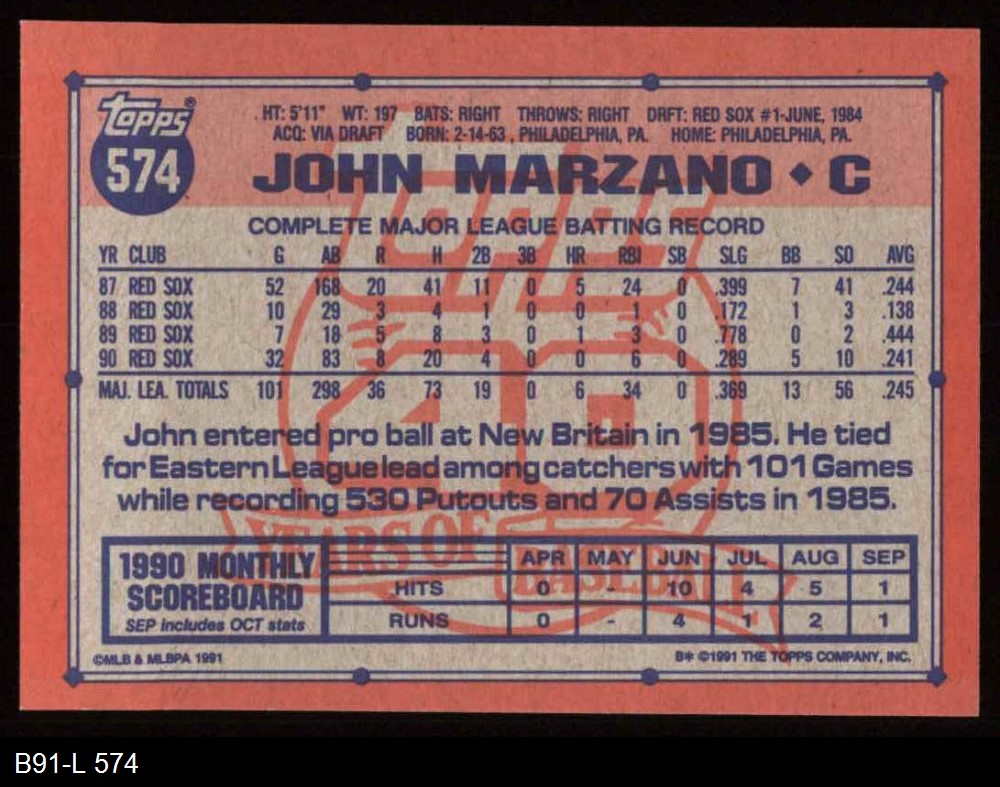 TOPPS®
574
HT: 5'11" WT: 197 BATS: RIGHT THROWS: RIGHT DRFT: RED SOX #1-JUNE, 1984
ACQ: VIA DRAFT BORN: 2-14-63, PHILADELPHIA, PA. HOME: PHILADELPHIA, PA.
JOHN MARZANO ◆ C
COMPLETE MAJOR LEAGUE BATTING RECORD
YR CLUB G AB R H 2B 3B HR RBI SB SLG BB SO AVG
87 RED SOX 52 168 20 41 11 0 5 24 0 .399 7 41 .244
88 RED SOX 10 29 3 4 1 0 0 1 0 .172 1 3 .138
89 RED SOX 7 18 5 8 3 0 1 3 0 .778 0 2 .444
90 RED SOX 32 83 8 20 4 0 0 6 0 .289 5 10 .241
MAJ. LEA. TOTALS 101 298 36 73 19 0 6 34 0 .369 13 56 .245
John entered pro ball at New Britain in 1985. He tied
for Eastern League lead among catchers with 101 Games
while recording 530 Putouts and 70 Assists in 1985.
TOPPS
40
YEARS OF
BASEBALL
1990 MONTHLY
SCOREBOARD
SEP includes OCT stats
APR MAY JUN JUL AUG SEP
HITS 0 - 10 4 5 1
RUNS 0 - 4 1 2 1
©MLB & MLBPA 1991
B* ©1991 THE TOPPS COMPANY, INC.
B91-L 574